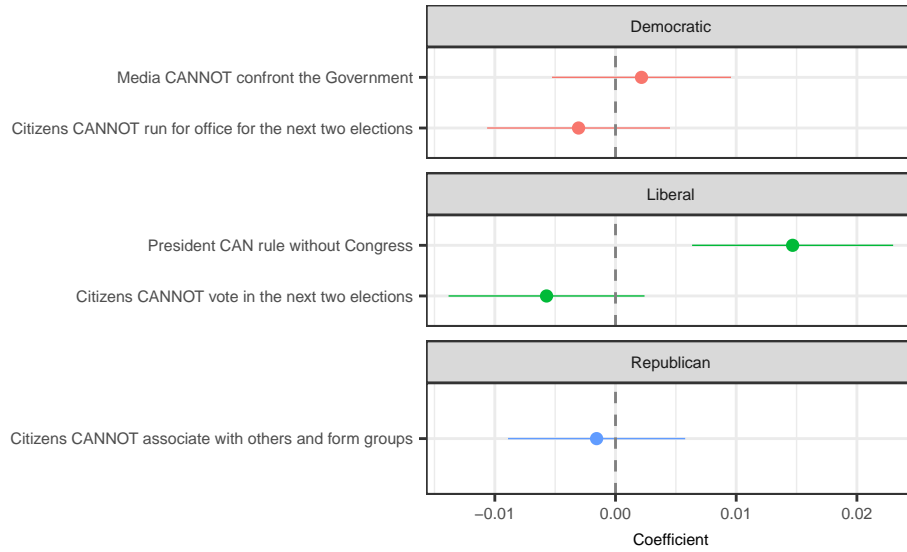 Democratic
Media CANNOT confront the Government
Citizens CANNOT run for office for the next two elections
Liberal
President CAN rule without Congress
Citizens CANNOT vote in the next two elections
Republican
Citizens CANNOT associate with others and form groups
−0.01 0.00 0.01 0.02
Coefficient